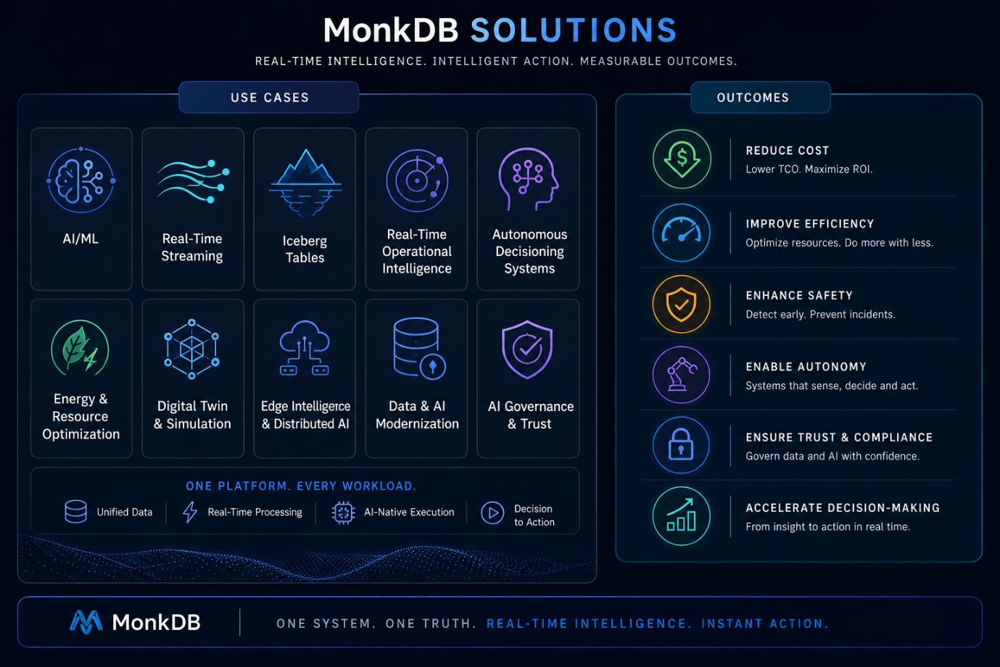 MonkDB SOLUTIONS
REAL-TIME INTELLIGENCE. INTELLIGENT ACTION. MEASURABLE OUTCOMES.
USE CASES
AI/ML
Real-Time
Streaming
Iceberg
Tables
Real-Time
Operational
Intelligence
Autonomous
Decisioning
Systems
Energy &
Resource
Optimization
Digital Twin
& Simulation
Edge Intelligence
& Distributed AI
Data & AI
Modernization
AI Governance
& Trust
ONE PLATFORM. EVERY WORKLOAD.
Unified Data
Real-Time Processing
AI-Native Execution
Decision
to Action
OUTCOMES
$
REDUCE COST
Lower TCO. Maximize ROI.
IMPROVE EFFICIENCY
Optimize resources. Do more with less.
ENHANCE SAFETY
Detect early. Prevent incidents.
ENABLE AUTONOMY
Systems that sense, decide and act.
ENSURE TRUST & COMPLIANCE
Govern data and AI with confidence.
ACCELERATE DECISION-MAKING
From insight to action in real time.
MonkDB
ONE SYSTEM. ONE TRUTH. REAL-TIME INTELLIGENCE. INSTANT ACTION.